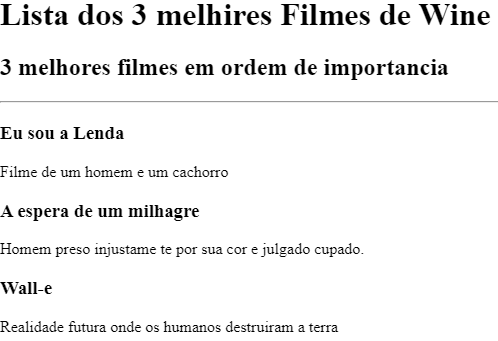 Lista dos 3 melhires Filmes de Wine
3 melhores filmes em ordem de importancia
Eu sou a Lenda
Filme de um homem e um cachorro
A espera de um milhagre
Homem preso injustame te por sua cor e julgado cupado.
Wall-e
Realidade futura onde os humanos destruiram a terra